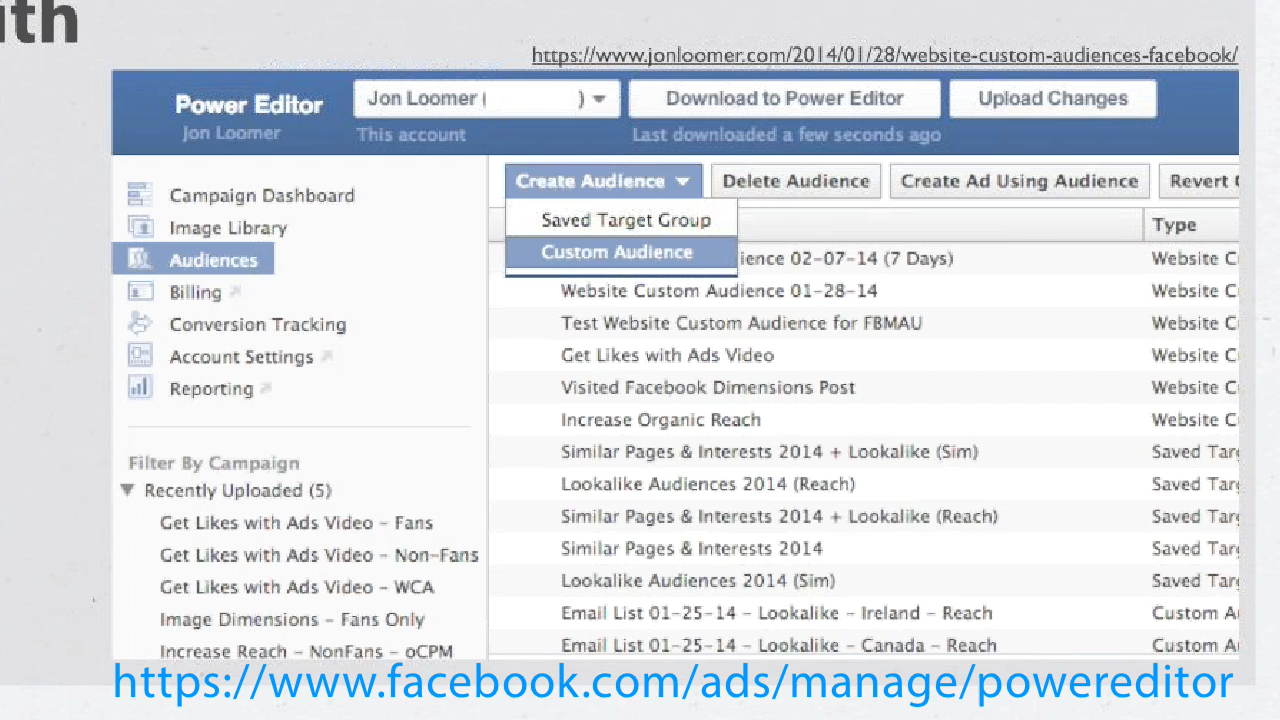 ith
https://www.jonloomer.com/2014/01/28/website-custom-audiences-facebook/
Power Editor
Jon Loomer
Jon Loomer ( )
This account
Download to Power Editor
Last downloaded a few seconds ago
Upload Changes
Campaign Dashboard
Image Library
Audiences
Billing
Conversion Tracking
Account Settings
Reporting
Filter By Campaign
Recently Uploaded (5)
Get Likes with Ads Video - Fans
Get Likes with Ads Video - Non-Fans
Get Likes with Ads Video - WCA
Image Dimensions - Fans Only
Increase Reach - NonFans - oCPM
Create Audience Delete Audience Create Ad Using Audience Revert
Saved Target Group
Custom Audience
Type
ience 02-07-14 (7 Days) Website C
Website Custom Audience 01-28-14 Website C
Test Website Custom Audience for FBMAU Website C
Get Likes with Ads Video Website C
Visited Facebook Dimensions Post Website C
Increase Organic Reach Website C
Similar Pages & Interests 2014 + Lookalike (Sim) Saved Targ
Lookalike Audiences 2014 (Reach) Saved Targ
Similar Pages & Interests 2014 + Lookalike (Reach) Saved Targ
Similar Pages & Interests 2014 Saved Targ
Lookalike Audiences 2014 (Sim) Saved Targ
Email List 01-25-14 - Lookalike - Ireland - Reach Custom A
Email List 01-25-14 - Lookalike - Canada - Reach Custom A
https://www.facebook.com/ads/manage/powereditor